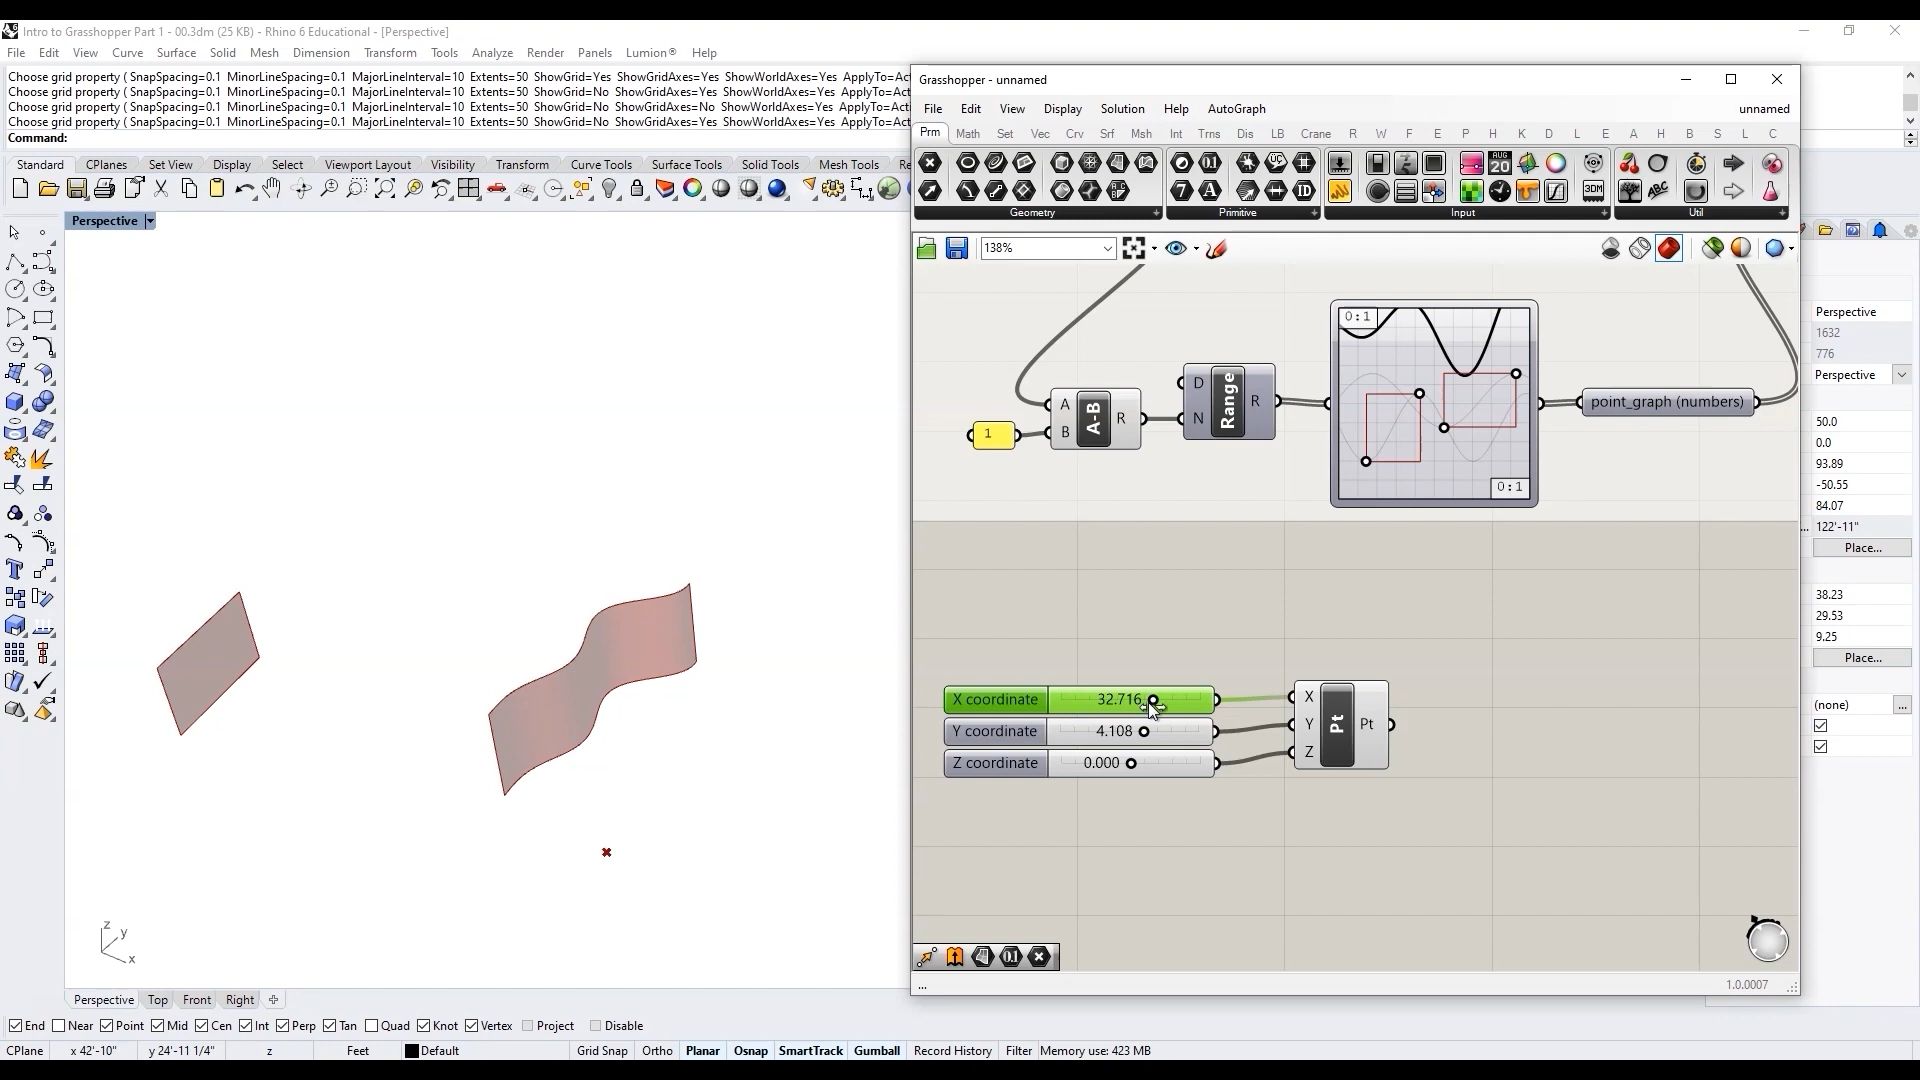 Intro to Grasshopper Part 1 - 00.3dm (25 KB) - Rhino 6 Educational - [Perspective]
File Edit View Curve Surface Solid Mesh Dimension Transform Tools Analyze Render Panels Lumion® Help
Choose grid property ( SnapSpacing=0.1 MinorLineSpacing=0.1 MajorLineInterval=10 Extents=50 ShowGrid=Yes ShowGridAxes=Yes ShowWorldAxes=Yes ApplyTo=Act
Choose grid property ( SnapSpacing=0.1 MinorLineSpacing=0.1 MajorLineInterval=10 Extents=50 ShowGrid=Yes ShowGridAxes=Yes ShowWorldAxes=Yes ApplyTo=Act
Choose grid property ( SnapSpacing=0.1 MinorLineSpacing=0.1 MajorLineInterval=10 Extents=50 ShowGrid=No ShowGridAxes=Yes ShowWorldAxes=Yes ApplyTo=Act
Choose grid property ( SnapSpacing=0.1 MinorLineSpacing=0.1 MajorLineInterval=10 Extents=50 ShowGrid=No ShowGridAxes=No ShowWorldAxes=Yes ApplyTo=Act
Command:
Standard CPlanes Set View Display Select Viewport Layout Visibility Transform Curve Tools Surface Tools Solid Tools Mesh Tools Re
Perspective
Grasshopper - unnamed
File Edit View Display Solution Help AutoGraph unnamed
Prm Math Set Vec Crv Srf Msh Int Trns Dis LB Crane R W F E P H K D L E A H B S L C
Geometry Primitive Input Util
138%
0:1
D
N
Range
R
A
B
A-B
R
1
point_graph (numbers)
0:1
X coordinate 32.716
Y coordinate 4.108
Z coordinate 0.000
X
Y
Z
Pt
Pt
... 1.0.0007
Perspective
1632
776
Perspective
50.0
0.0
93.89
-50.55
84.07
... 122'-11"
Place...
38.23
29.53
9.25
Place...
(none) ...
z
y
x
Perspective Top Front Right
End Near Point Mid Cen Int Perp Tan Quad Knot Vertex Project Disable
CPlane x 42'-10" y 24'-11 1/4" z Feet Default Grid Snap Ortho Planar Osnap SmartTrack Gumball Record History Filter Memory use: 423 MB